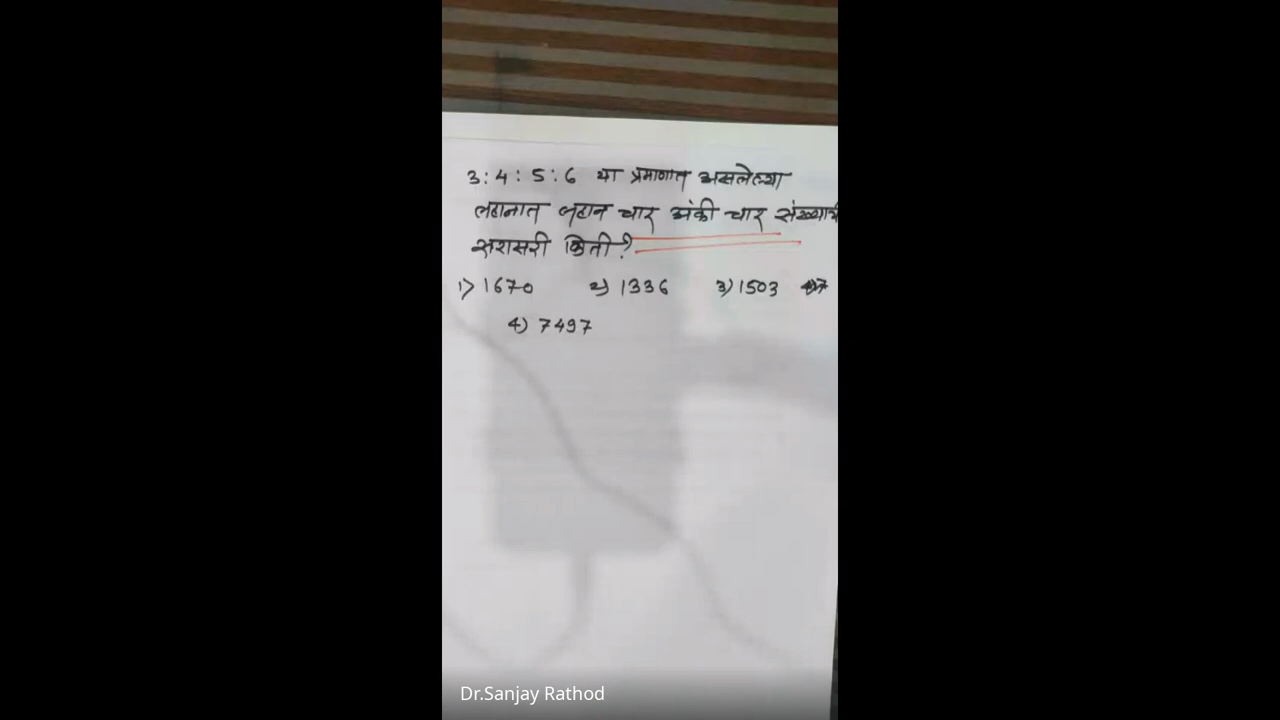 3 : 4 : 5 : 6 या प्रमाणात असलेल्या
लहानात लहान चार अंकी चार
सरासरी किती ?
1) 1670 2) 1336 3) 1503
4) 7497
Dr.Sanjay Rathod